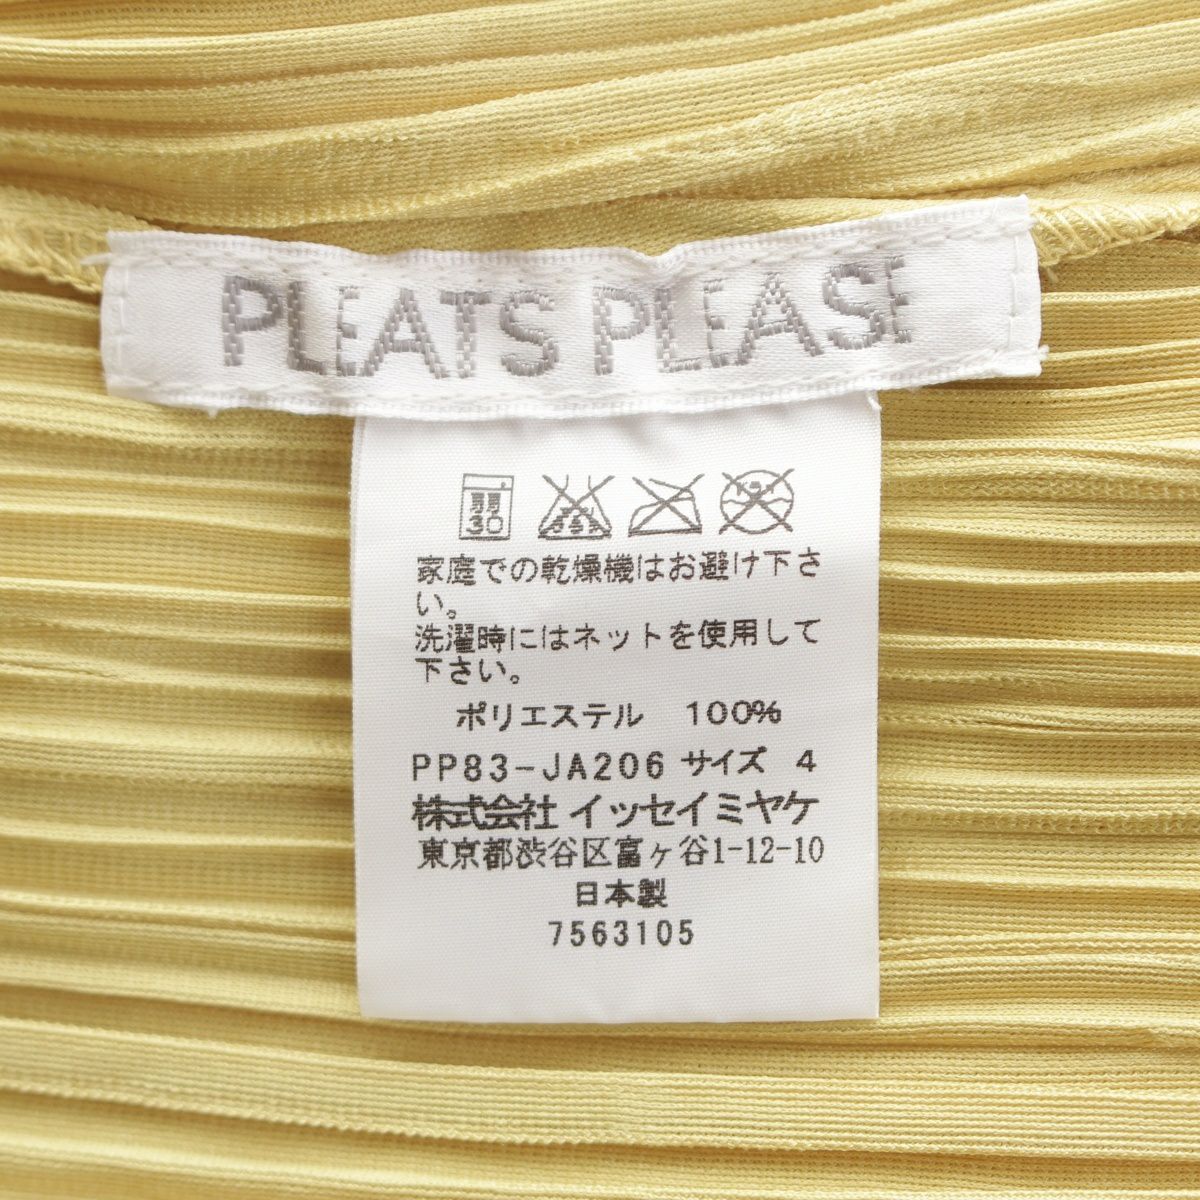 PLEATS PLEASE
弱
30
家庭での乾燥機はお避け下さ
い。
洗濯時にはネットを使用して
下さい。
ポリエステル 100%
PP83-JA206 サイズ 4
株式会社 イッセイミヤケ
東京都渋谷区富ヶ谷1-12-10
日本製
7563105